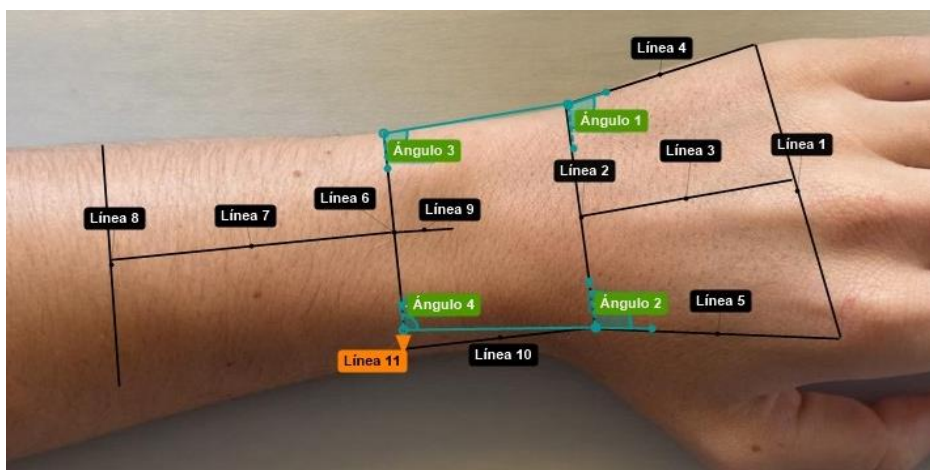 Línea 4
Ángulo 1
Ángulo 3
Línea 3
Línea 1
Línea 2
Línea 6
Línea 9
Línea 8
Línea 7
Ángulo 4
Ángulo 2
Línea 5
Línea 10
Línea 11